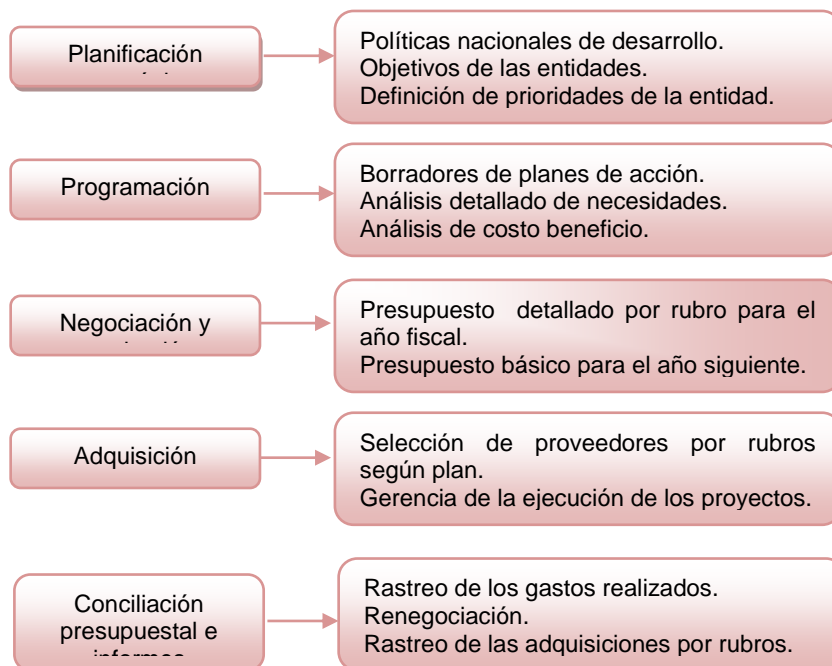 Planificación
Políticas nacionales de desarrollo.
Objetivos de las entidades.
Definición de prioridades de la entidad.
Programación
Borradores de planes de acción.
Análisis detallado de necesidades.
Análisis de costo beneficio.
Negociación y
Presupuesto detallado por rubro para el
año fiscal.
Presupuesto básico para el año siguiente.
Adquisición
Selección de proveedores por rubros
según plan.
Gerencia de la ejecución de los proyectos.
Conciliación
presupuestal e
informes
Rastreo de los gastos realizados.
Renegociación.
Rastreo de las adquisiciones por rubros.